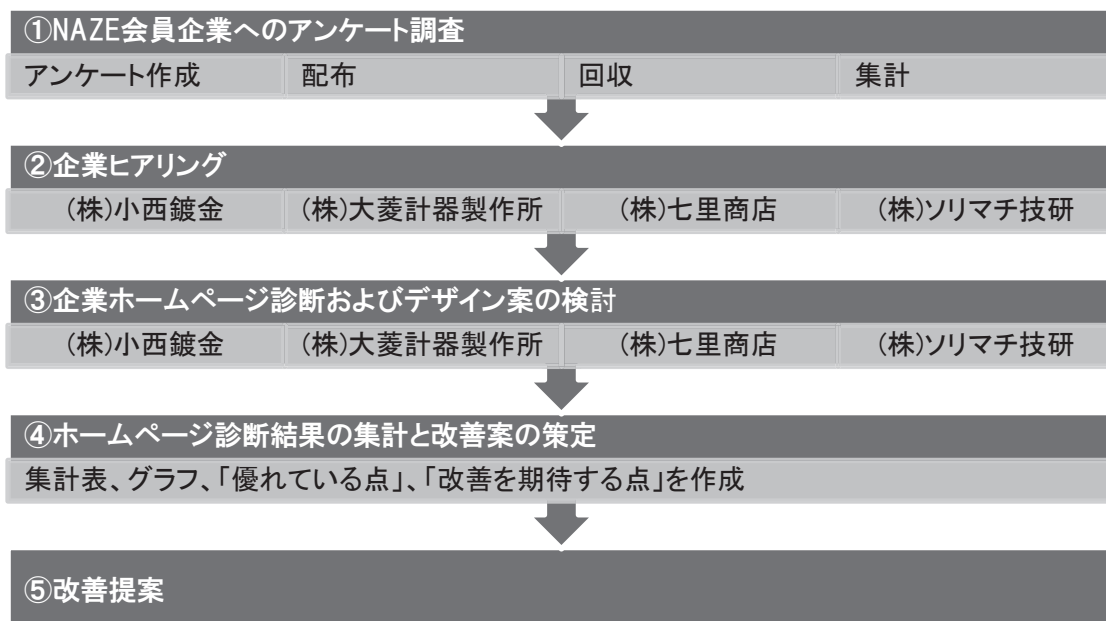 ①NAZE会員企業へのアンケート調査
アンケート作成 配布 回収 集計
②企業ヒアリング
(株)小西鍍金 (株)大菱計器製作所 (株)七里商店 (株)ソリマチ技研
③企業ホームページ診断およびデザイン案の検討
(株)小西鍍金 (株)大菱計器製作所 (株)七里商店 (株)ソリマチ技研
④ホームページ診断結果の集計と改善案の策定
集計表、グラフ、「優れている点」、「改善を期待する点」を作成
⑤改善提案